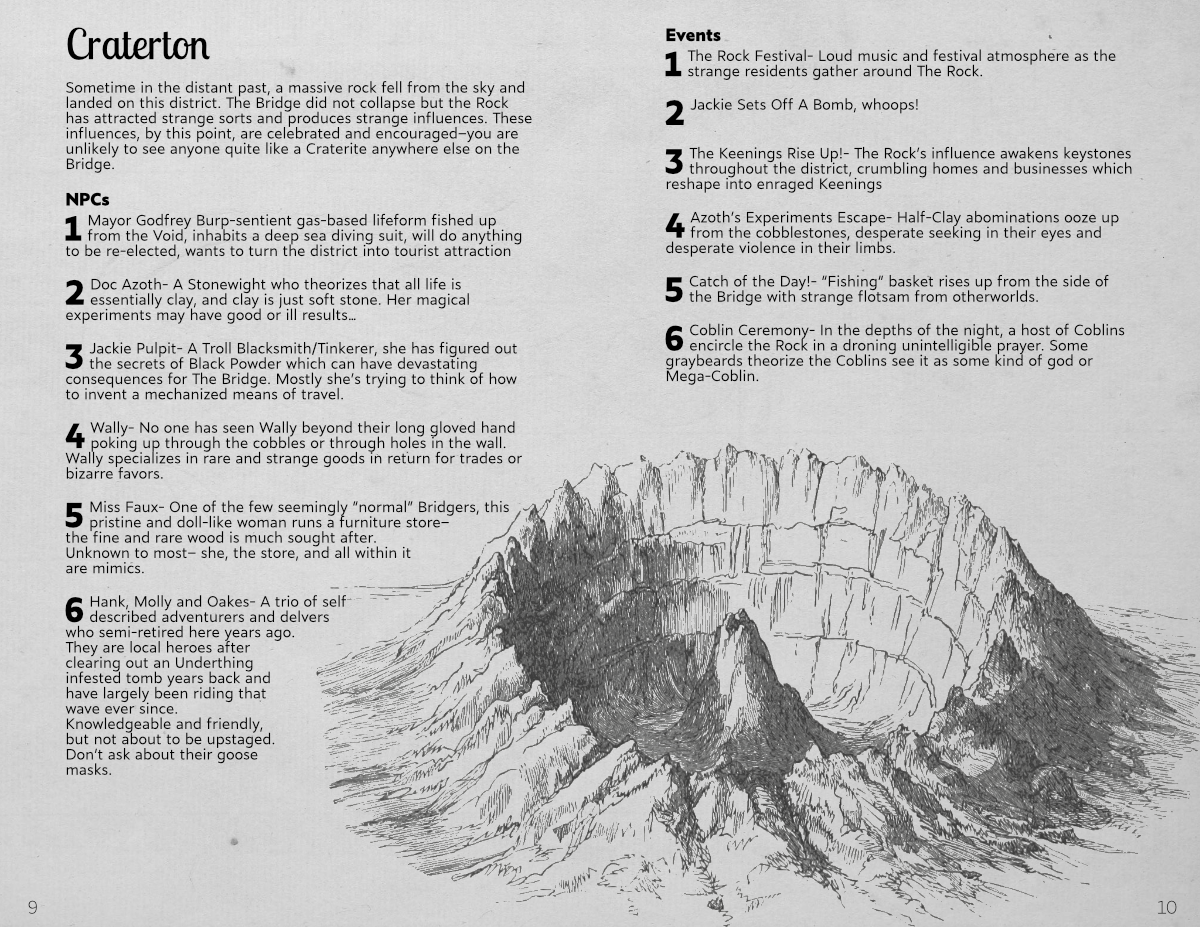 Craterton
Sometime in the distant past, a massive rock fell from the sky and
landed on this district. The Bridge did not collapse but the Rock
has attracted strange sorts and produces strange influences. These
influences, by this point, are celebrated and encouraged–you are
unlikely to see anyone quite like a Craterite anywhere else on the
Bridge.
NPCs
1 Mayor Godfrey Burp-sentient gas-based lifeform fished up
from the Void, inhabits a deep sea diving suit, will do anything
to be re-elected, wants to turn the district into tourist attraction
2 Doc Azoth- A Stonewight who theorizes that all life is
essentially clay, and clay is just soft stone. Her magical
experiments may have good or ill results…
3 Jackie Pulpit- A Troll Blacksmith/Tinkerer, she has figured out
the secrets of Black Powder which can have devastating
consequences for The Bridge. Mostly she's trying to think of how
to invent a mechanized means of travel.
4 Wally- No one has seen Wally beyond their long gloved hand
poking up through the cobbles or through holes in the wall.
Wally specializes in rare and strange goods in return for trades or
bizarre favors.
5 Miss Faux- One of the few seemingly "normal" Bridgers, this
pristine and doll-like woman runs a furniture store–
the fine and rare wood is much sought after.
Unknown to most– she, the store, and all within it
are mimics.
6 Hank, Molly and Oakes- A trio of self
described adventurers and delvers
who semi-retired here years ago.
They are local heroes after
clearing out an Underthing
infested tomb years back and
have largely been riding that
wave ever since.
Knowledgeable and friendly,
but not about to be upstaged.
Don't ask about their goose
masks.
9
Events
1 The Rock Festival- Loud music and festival atmosphere as the
strange residents gather around The Rock.
2 Jackie Sets Off A Bomb, whoops!
3 The Keenings Rise Up!- The Rock's influence awakens keystones
throughout the district, crumbling homes and businesses which
reshape into enraged Keenings
4 Azoth's Experiments Escape- Half-Clay abominations ooze up
from the cobblestones, desperate seeking in their eyes and
desperate violence in their limbs.
5 Catch of the Day!- "Fishing" basket rises up from the side of
the Bridge with strange flotsam from otherworlds.
6 Coblin Ceremony- In the depths of the night, a host of Coblins
encircle the Rock in a droning unintelligible prayer. Some
graybeards theorize the Coblins see it as some kind of god or
Mega-Coblin.
10